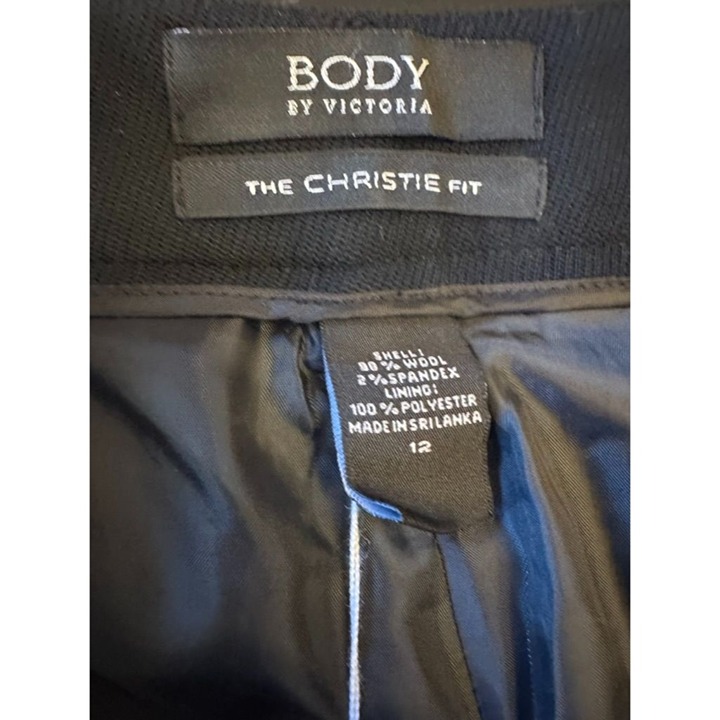 BODY
BY VICTORIA
THE CHRISTIE FIT
SHELL:
98% WOOL
2% SPANDEX
LINING:
100% POLYESTER
MADE IN SRI LANKA
12